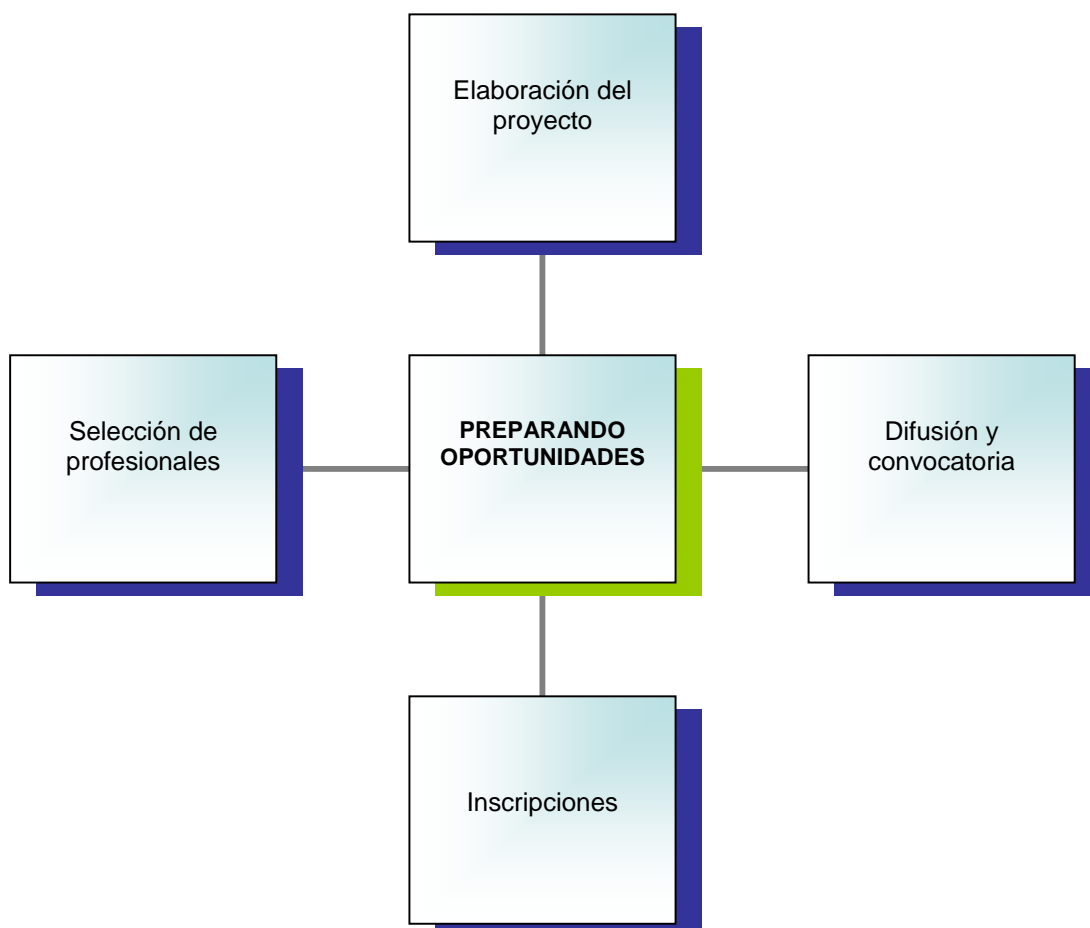 Elaboración del
proyecto
Selección de
profesionales
PREPARANDO
OPORTUNIDADES
Difusión y
convocatoria
Inscripciones